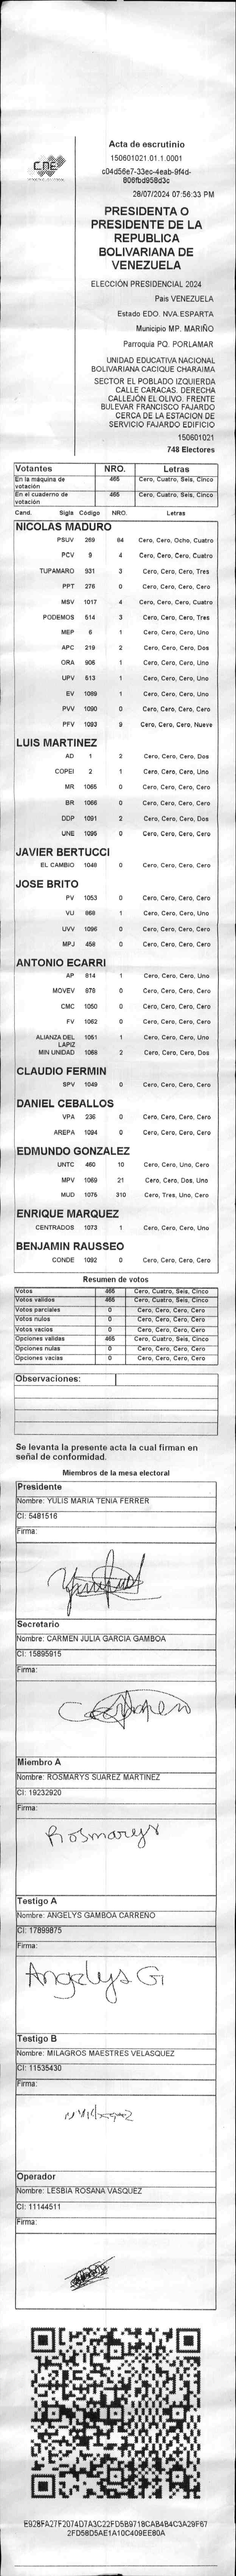 CNE
Acta de escrutinio
150601021.01.1.0001
c04d56e7-33ec-4eab-9f4d-
806fbd958d3c
28/07/2024 07:56:33 PM
PRESIDENTA O
PRESIDENTE DE LA
REPUBLICA
BOLIVARIANA DE
VENEZUELA
ELECCIÓN PRESIDENCIAL 2024
Pais VENEZUELA
Estado EDO. NVA.ESPARTA
Municipio MP. MARIÑO
Parroquia PQ. PORLAMAR
UNIDAD EDUCATIVA NACIONAL
BOLIVARIANA CACIQUE CHARAIMA
SECTOR EL POBLADO IZQUIERDA
CALLE CARACAS. DERECHA
CALLEJÓN EL OLIVO. FRENTE
BULEVAR FRANCISCO FAJARDO
CERCA DE LA ESTACION DE
SERVICIO FAJARDO EDIFICIO
150601021
748 Electores
Votantes NRO. Letras
En la máquina de votación 465 Cero, Cuatro, Seis, Cinco
En el cuaderno de votación 465 Cero, Cuatro, Seis, Cinco
Cand. Sigla Código NRO. Letras
NICOLAS MADURO
PSUV 269 84 Cero, Cero, Ocho, Cuatro
PCV 9 4 Cero, Cero, Cero, Cuatro
TUPAMARO 931 3 Cero, Cero, Cero, Tres
PPT 276 0 Cero, Cero, Cero, Cero
MSV 1017 4 Cero, Cero, Cero, Cuatro
PODEMOS 514 3 Cero, Cero, Cero, Tres
MEP 6 1 Cero, Cero, Cero, Uno
APC 219 2 Cero, Cero, Cero, Dos
ORA 906 1 Cero, Cero, Cero, Uno
UPV 513 1 Cero, Cero, Cero, Uno
EV 1089 1 Cero, Cero, Cero, Uno
PVV 1090 0 Cero, Cero, Cero, Cero
PFV 1093 9 Cero, Cero, Cero, Nueve
LUIS MARTINEZ
AD 1 2 Cero, Cero, Cero, Dos
COPEI 2 1 Cero, Cero, Cero, Uno
MR 1065 0 Cero, Cero, Cero, Cero
BR 1066 0 Cero, Cero, Cero, Cero
DDP 1091 2 Cero, Cero, Cero, Dos
UNE 1095 0 Cero, Cero, Cero, Cero
JAVIER BERTUCCI
EL CAMBIO 1048 0 Cero, Cero, Cero, Cero
JOSE BRITO
PV 1053 0 Cero, Cero, Cero, Cero
VU 868 1 Cero, Cero, Cero, Uno
UVV 1096 0 Cero, Cero, Cero, Cero
MPJ 458 0 Cero, Cero, Cero, Cero
ANTONIO ECARRI
AP 814 1 Cero, Cero, Cero, Uno
MOVEV 878 0 Cero, Cero, Cero, Cero
CMC 1050 0 Cero, Cero, Cero, Cero
FV 1062 0 Cero, Cero, Cero, Cero
ALIANZA DEL LAPIZ 1051 1 Cero, Cero, Cero, Uno
MIN UNIDAD 1068 2 Cero, Cero, Cero, Dos
CLAUDIO FERMIN
SPV 1049 0 Cero, Cero, Cero, Cero
DANIEL CEBALLOS
VPA 236 0 Cero, Cero, Cero, Cero
AREPA 1094 0 Cero, Cero, Cero, Cero
EDMUNDO GONZALEZ
UNTC 460 10 Cero, Cero, Uno, Cero
MPV 1069 21 Cero, Cero, Dos, Uno
MUD 1075 310 Cero, Tres, Uno, Cero
ENRIQUE MARQUEZ
CENTRADOS 1073 1 Cero, Cero, Cero, Uno
BENJAMIN RAUSSEO
CONDE 1092 0 Cero, Cero, Cero, Cero
Resumen de votos
Votos 465 Cero, Cuatro, Seis, Cinco
Votos validos 465 Cero, Cuatro, Seis, Cinco
Votos parciales 0 Cero, Cero, Cero, Cero
Votos nulos 0 Cero, Cero, Cero, Cero
Votos vacios 0 Cero, Cero, Cero, Cero
Opciones validas 465 Cero, Cuatro, Seis, Cinco
Opciones nulas 0 Cero, Cero, Cero, Cero
Opciones vacias 0 Cero, Cero, Cero, Cero
Observaciones:
Se levanta la presente acta la cual firman en
señal de conformidad.
Miembros de la mesa electoral
Presidente
Nombre: YULIS MARIA TENIA FERRER
CI: 5481516
Firma:
Secretario
Nombre: CARMEN JULIA GARCIA GAMBOA
CI: 15895915
Firma:
Carmen
Miembro A
Nombre: ROSMARYS SUAREZ MARTINEZ
CI: 19232920
Firma:
Rosmarys
Testigo A
Nombre: ANGELYS GAMBOA CARREÑO
CI: 17899875
Firma:
Angelys G
Testigo B
Nombre: MILAGROS MAESTRES VELASQUEZ
CI: 11535430
Firma:
Operador
Nombre: LESBIA ROSANA VASQUEZ
CI: 11144511
Firma:
E928FA27F2074D7A3C22FD5B9718CAB4B4C3A29F67
2FD58D5AE1A10C409EE80A